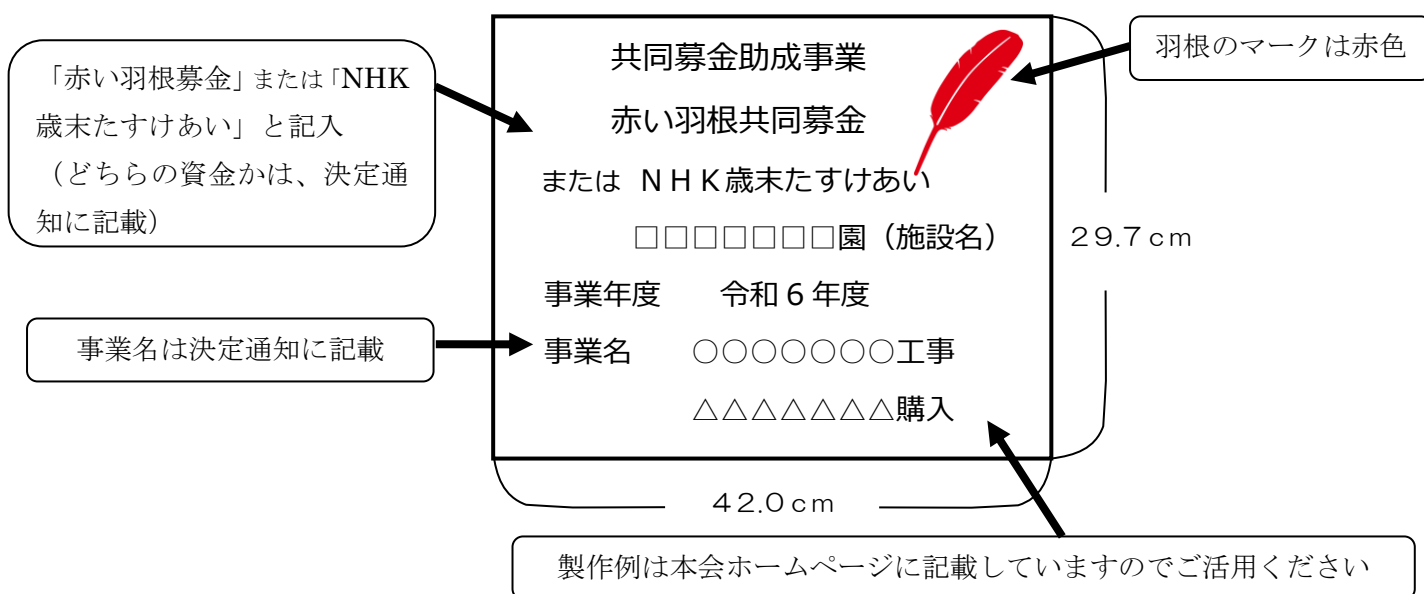 「赤い羽根募金」または「NHK
歳末たすけあい」と記入
（どちらの資金かは、決定通
知に記載）
共同募金助成事業
赤い羽根共同募金
または ＮＨＫ歳末たすけあい
□□□□□□□園（施設名）
事業年度 令和６年度
事業名 ○○○○○○○工事
△△△△△△△購入
羽根のマークは赤色
２９.７ｃｍ
事業名は決定通知に記載
４２.０ｃｍ
製作例は本会ホームページに記載していますのでご活用ください